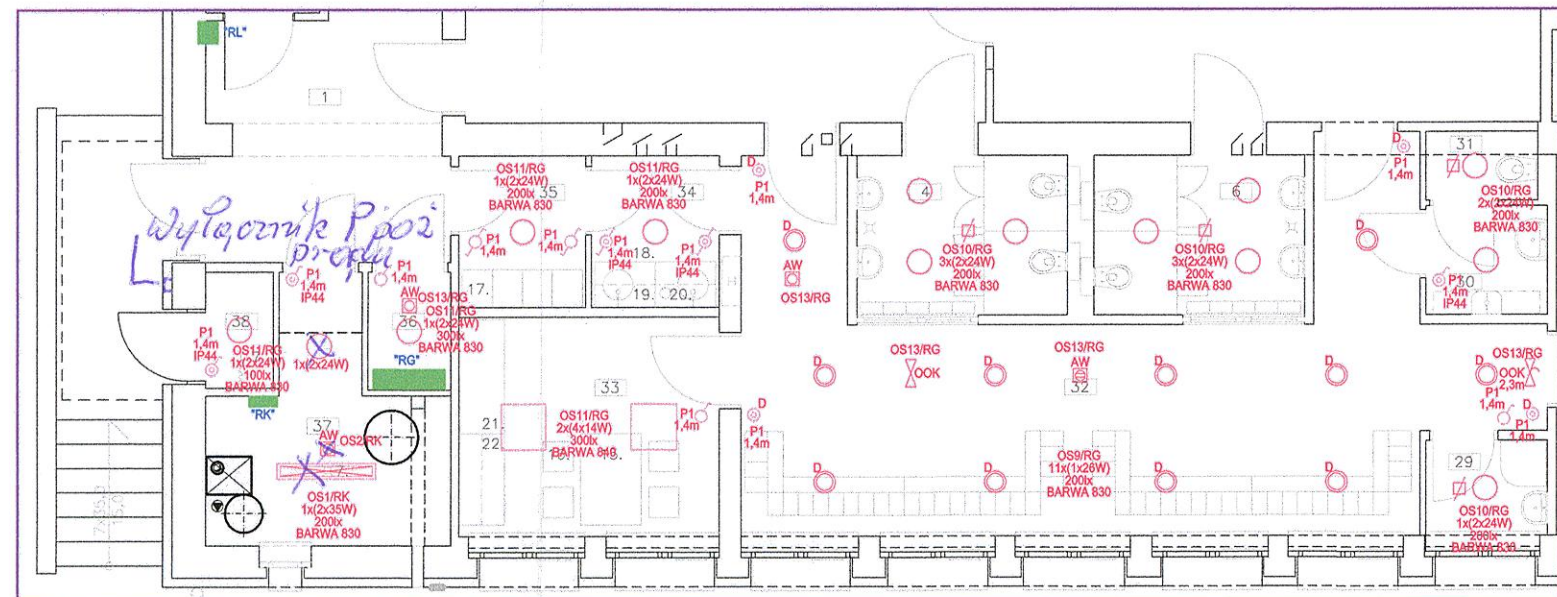 "RL"
1
Wyłącznik Ppoż
prądu
OS11/RG
1x(2x24W)
200lx
BARWA 830
35
P1
1,4m
P1
1,4m
17.
OS11/RG
1x(2x24W)
200lx
BARWA 830
34
P1
1,4m
IP44
P1
1,4m
IP44
18.
19.
20.
D
P1
1,4m
D
AW
OS13/RG
4
OS10/RG
3x(2x24W)
200lx
BARWA 830
6
OS10/RG
3x(2x24W)
200lx
BARWA 830
D
P1
1,4m
31
OS10/RG
2x(2x24W)
200lx
BARWA 830
D
P1
1,4m
IP44
30
P1
1,4m
IP44
P1
1,4m
AW
OS13/RG
OS11/RG
1x(2x24W)
300lx
BARWA 830
36
"RG"
38
P1
1,4m
IP44
OS11/RG
1x(2x24W)
100lx
BARWA 830
1x(2x24W)
"RK"
37
AW
OS2/RK
OS1/RK
1x(2x35W)
200lx
BARWA 830
7x35,0
15,0
33
21.
22.
OS11/RG
2x(4x14W)
300lx
BARWA 840
P1
1,4m
D
P1
1,4m
D
OS13/RG
OOK
D
OS13/RG
AW
32
D
D
D
OS13/RG
OOK
2,3m
P1
1,4m
D
P1
1,4m
D
D
OS9/RG
11x(1x26W)
200lx
BARWA 830
D
D
29
OS10/RG
1x(2x24W)
200lx
BARWA 830